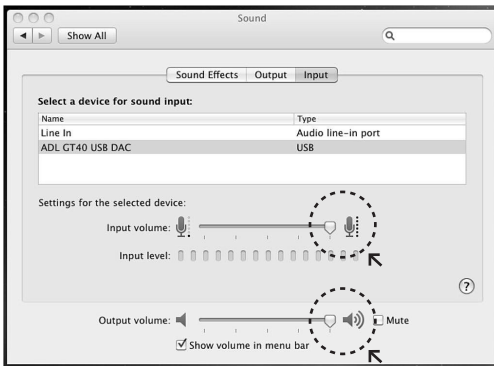 Sound
Show All
Sound Effects Output Input
Select a device for sound input:
Name Type
Line In Audio line-in port
ADL GT40 USB DAC USB
Settings for the selected device:
Input volume:
Input level:
?
Output volume: Mute
Show volume in menu bar